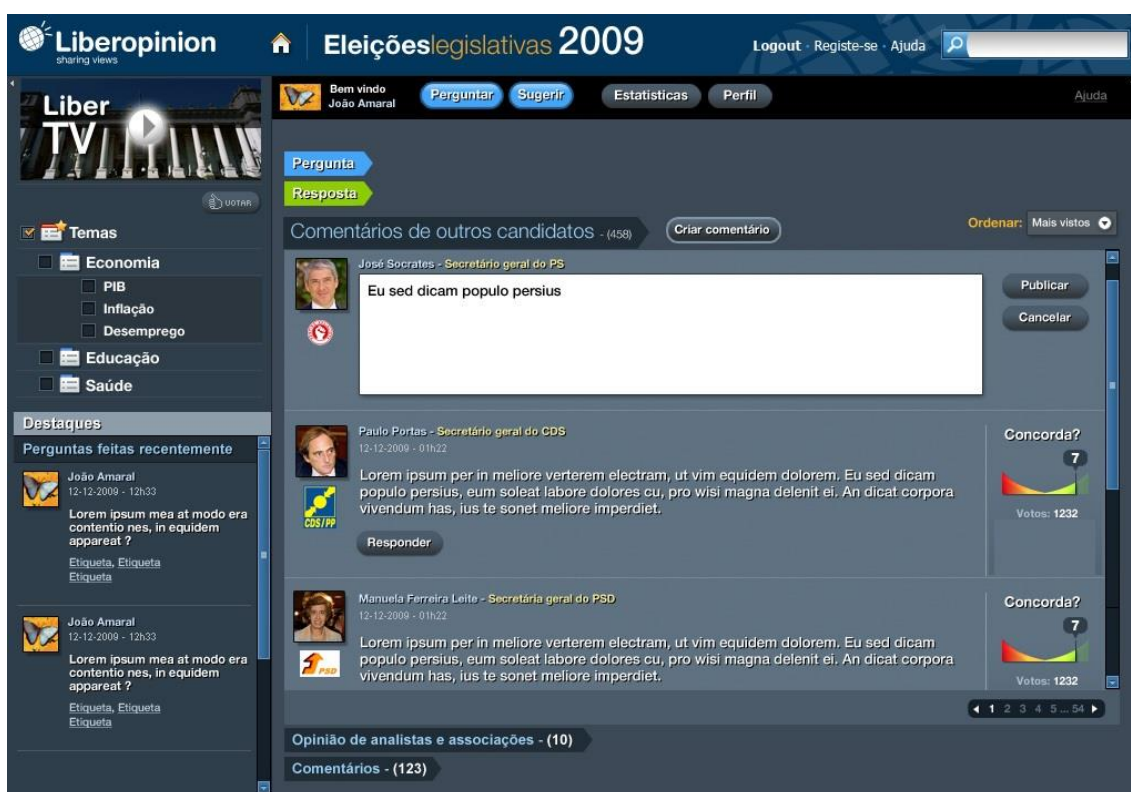 Liberopinion
sharing views
Eleiçõeslegislativas 2009
Logout · Registe-se · Ajuda
Liber
TV
VOTAR
Temas
Economia
PIB
Inflação
Desemprego
Educação
Saúde
Destaques
Perguntas feitas recentemente
João Amaral
12-12-2009 - 12h33
Lorem ipsum mea at modo era
contentio nes, in equidem
appareat ?
Etiqueta, Etiqueta
Etiqueta
João Amaral
12-12-2009 - 12h33
Lorem ipsum mea at modo era
contentio nes, in equidem
appareat ?
Etiqueta, Etiqueta
Etiqueta
Bem vindo
João Amaral
Perguntar
Sugerir
Estatisticas
Perfil
Ajuda
Pergunta
Resposta
Comentários de outros candidatos - (458)
Criar comentário
Ordenar: Mais vistos
José Socrates - Secretário geral do PS
Eu sed dicam populo persius
Publicar
Cancelar
Paulo Portas - Secretário geral do CDS
12-12-2009 - 01h22
Lorem ipsum per in meliore verterem electram, ut vim equidem dolorem. Eu sed dicam
populo persius, eum soleat labore dolores cu, pro wisi magna delenit ei. An dicat corpora
vivendum has, ius te sonet meliore imperdiet.
CDS/PP
Responder
Concorda?
7
Votos: 1232
Manuela Ferreira Leite - Secretária geral do PSD
12-12-2009 - 01h22
Lorem ipsum per in meliore verterem electram, ut vim equidem dolorem. Eu sed dicam
populo persius, eum soleat labore dolores cu, pro wisi magna delenit ei. An dicat corpora
vivendum has, ius te sonet meliore imperdiet.
PSD
Concorda?
7
Votos: 1232
1 2 3 4 5 ... 54
Opinião de analistas e associações - (10)
Comentários - (123)